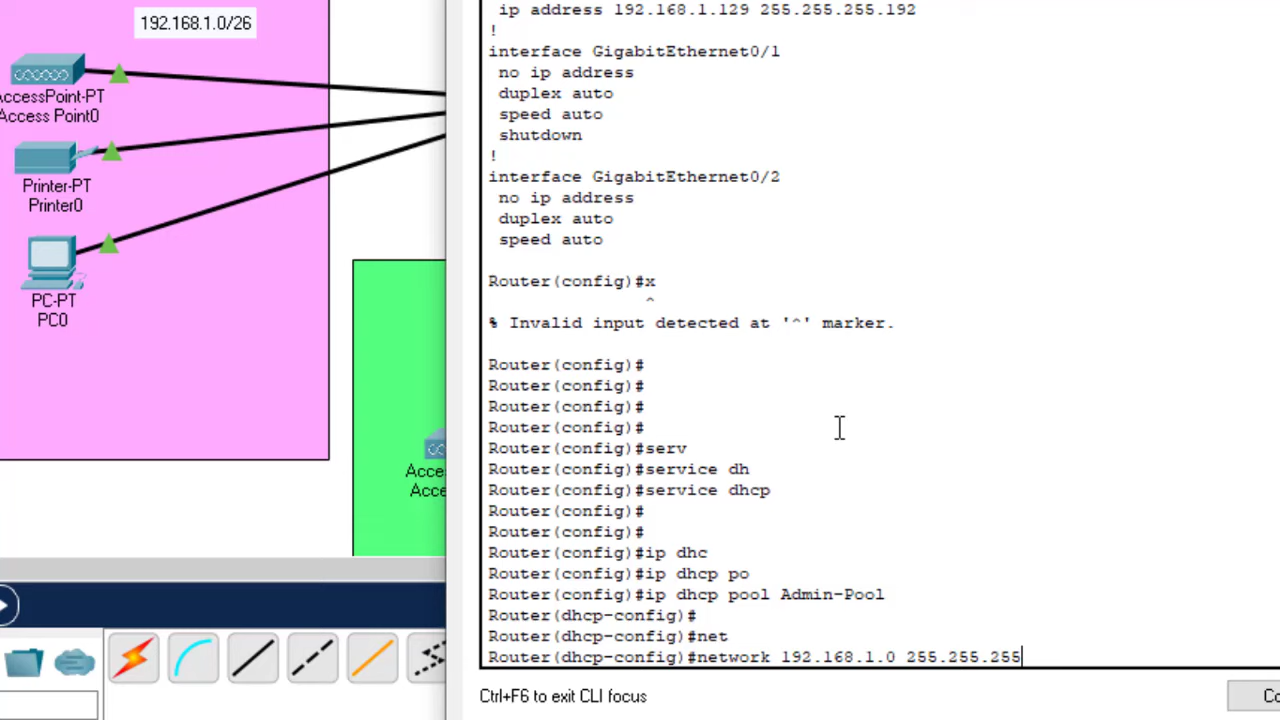 192.168.1.0/26
AccessPoint-PT
Access Point0
Printer-PT
Printer0
PC-PT
PC0
Acce
Acce
ip address 192.168.1.129 255.255.255.192
!
interface GigabitEthernet0/1
no ip address
duplex auto
speed auto
shutdown
!
interface GigabitEthernet0/2
no ip address
duplex auto
speed auto
Router(config)#x
^
% Invalid input detected at '^' marker.
Router(config)#
Router(config)#
Router(config)#
Router(config)#
Router(config)#serv
Router(config)#service dh
Router(config)#service dhcp
Router(config)#
Router(config)#
Router(config)#ip dhc
Router(config)#ip dhcp po
Router(config)#ip dhcp pool Admin-Pool
Router(dhcp-config)#
Router(dhcp-config)#net
Router(dhcp-config)#network 192.168.1.0 255.255.255
Ctrl+F6 to exit CLI focus
Co